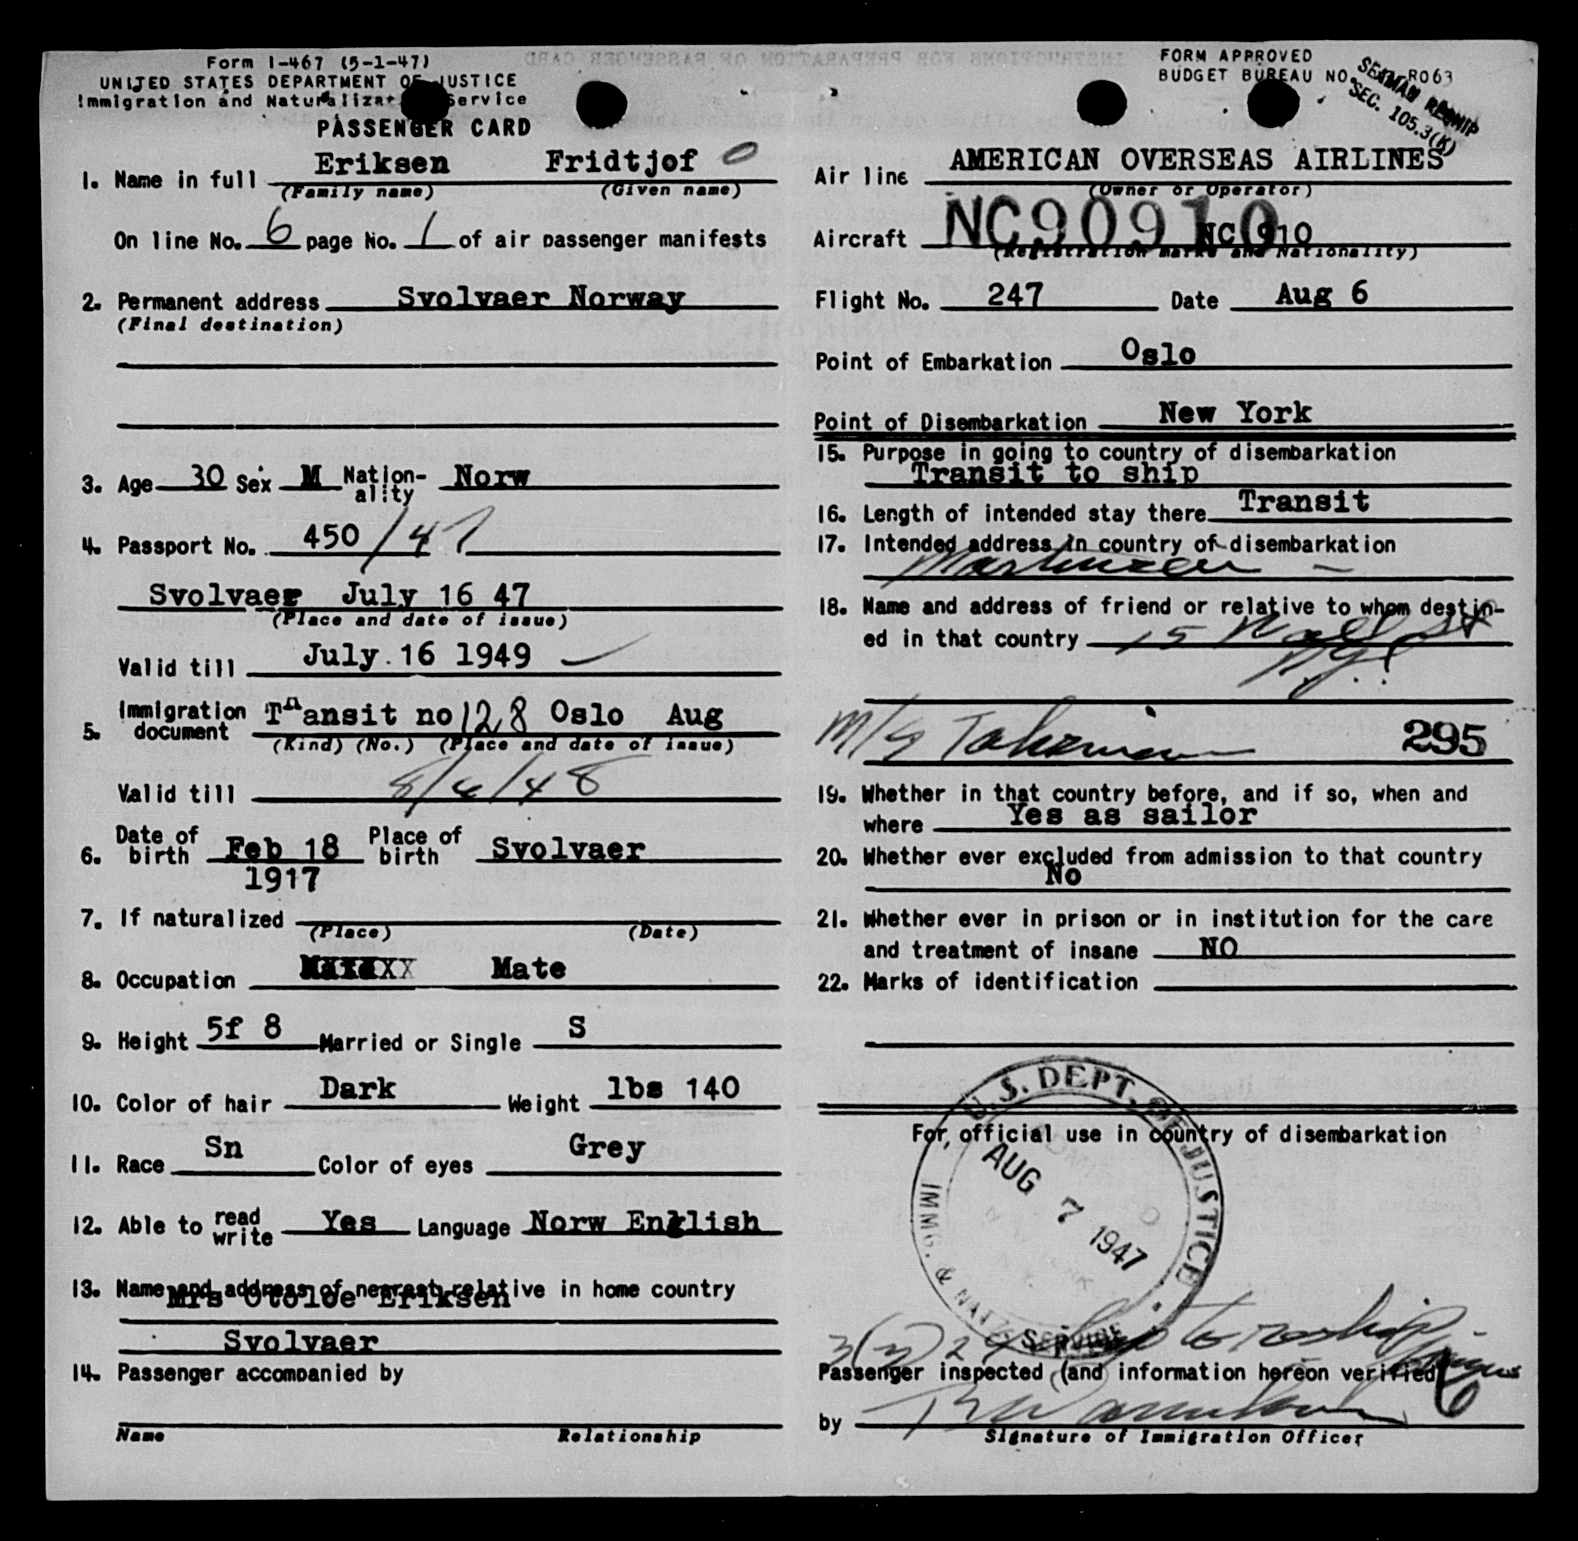 Form I-467 (5-1-47)
UNITED STATES DEPARTMENT OF JUSTICE
Immigration and Naturalization Service
PASSENGER CARD
1. Name in full Eriksen Fridtjof 0
(Family name) (Given name)
On line No. 6 page No. 1 of air passenger manifests
2. Permanent address Svolvaer Norway
(Final destination)
3. Age 30 Sex M Nation-ality Norw
4. Passport No. 450/47
Svolvaer July 16 47
(Place and date of issue)
Valid till July 16 1949
5. Immigration document Transit no 128 Oslo Aug
(Kind) (No.) (Place and date of issue)
Valid till 8/6/48
6. Date of birth Feb 18 1917 Place of birth Svolvaer
7. If naturalized
(Place) (Date)
8. Occupation Mate
9. Height 5f 8 Married or Single S
10. Color of hair Dark Weight lbs 140
11. Race Sn Color of eyes Grey
12. Able to read write Yes Language Norw English
13. Name and address of nearest relative in home country
Mrs Eriksen
Svolvaer
14. Passenger accompanied by
Name Relationship
FORM APPROVED
BUDGET BUREAU NO. R063
SEAMAN RESHIP
SEC. 105.3(K)
Air line AMERICAN OVERSEAS AIRLINES
(Owner or Operator)
Aircraft NC90910 NC 910
(Registration marks and Nationality)
Flight No. 247 Date Aug 6
Point of Embarkation Oslo
Point of Disembarkation New York
15. Purpose in going to country of disembarkation
Transit to ship
16. Length of intended stay there Transit
17. Intended address in country of disembarkation
18. Name and address of friend or relative to whom destin-
ed in that country 15 Wall St
N.Y.C.
M/S 295
19. Whether in that country before, and if so, when and
where Yes as sailor
20. Whether ever excluded from admission to that country
No
21. Whether ever in prison or in institution for the care
and treatment of insane NO
22. Marks of identification
For official use in country of disembarkation
U.S. DEPT. OF JUSTICE
AUG 7 1947
IMMG. & NATZ. SERVICE
3(3) to reship
Passenger inspected (and information hereon verified)
by
Signature of Immigration Officer